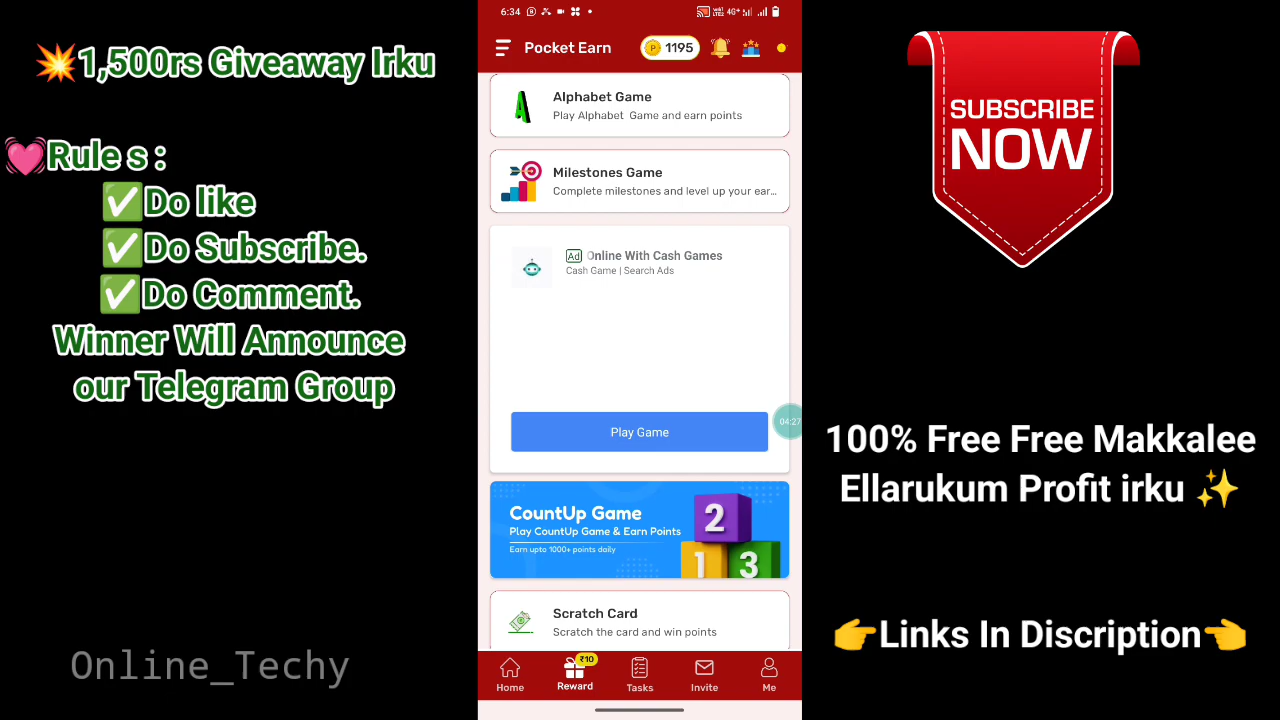 💥1,500rs Giveaway Irku
💓Rule s :
✅Do like
✅Do Subscribe.
✅Do Comment.
Winner Will Announce
our Telegram Group
Online_Techy
6:34
4G+
Pocket Earn
P 1195
Alphabet Game
Play Alphabet Game and earn points
Milestones Game
Complete milestones and level up your ear...
Ad Online With Cash Games
Cash Game | Search Ads
Play Game
04:27
CountUp Game
Play CountUp Game & Earn Points
Earn upto 1000+ points daily
2
1 3
Scratch Card
Scratch the card and win points
₹10
Home Reward Tasks Invite Me
SUBSCRIBE
NOW
100% Free Free Makkalee
Ellarukum Profit irku ✨
👉Links In Discription👈